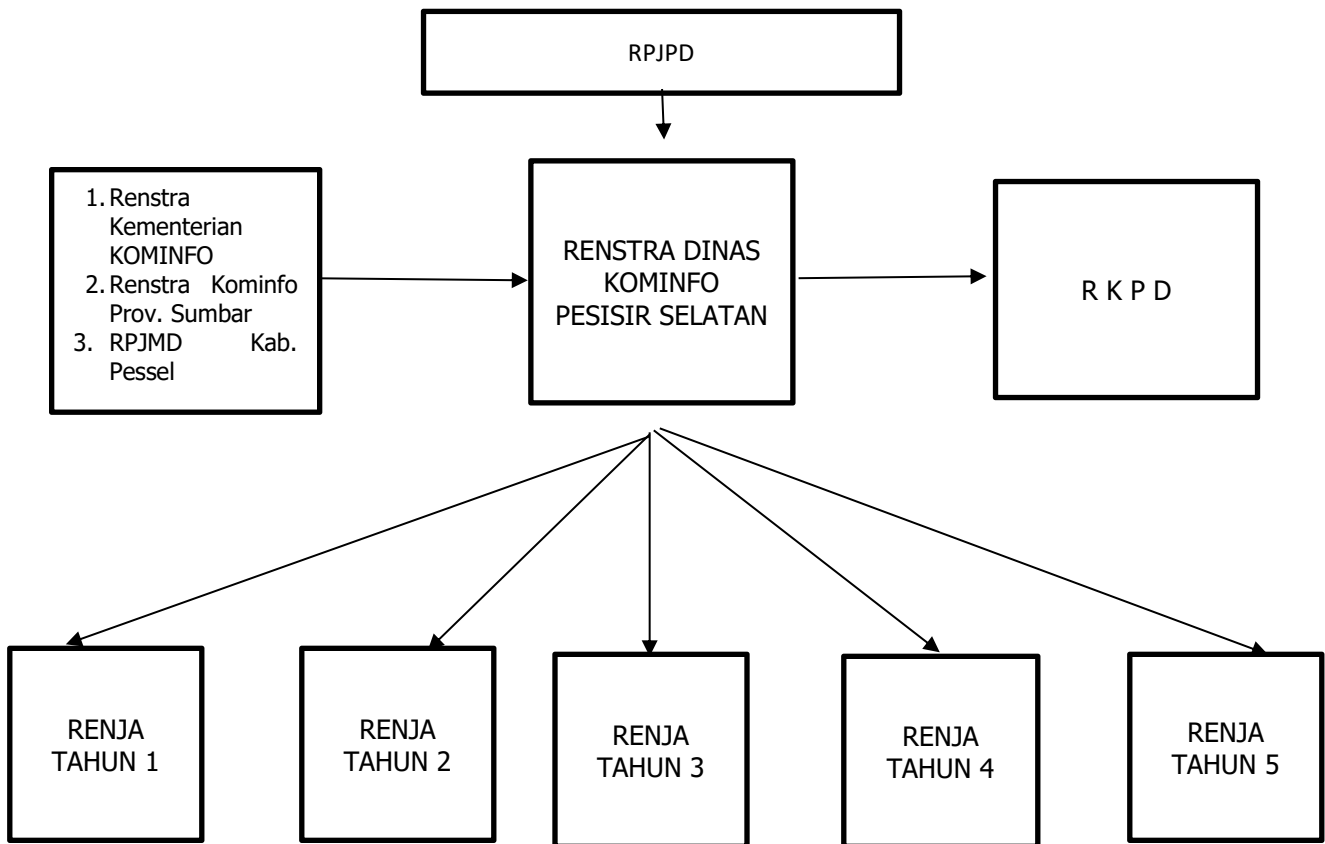 RPJPD
1. Renstra
Kementerian
KOMINFO
2. Renstra Kominfo
Prov. Sumbar
3. RPJMD Kab.
Pessel
RENSTRA DINAS
KOMINFO
PESISIR SELATAN
R K P D
RENJA
TAHUN 1
RENJA
TAHUN 2
RENJA
TAHUN 3
RENJA
TAHUN 4
RENJA
TAHUN 5